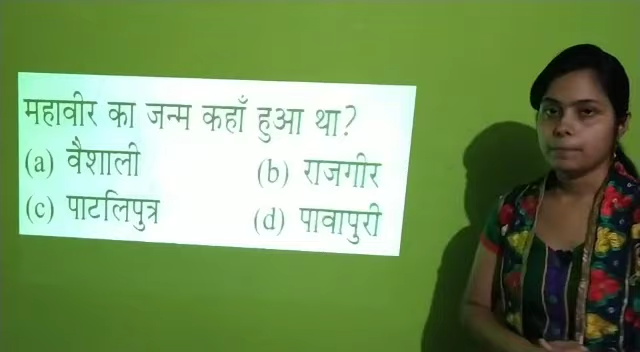 महावीर का जन्म कहाँ हुआ था?
(a) वैशाली (b) राजगीर
(c) पाटलिपुत्र (d) पावापुरी